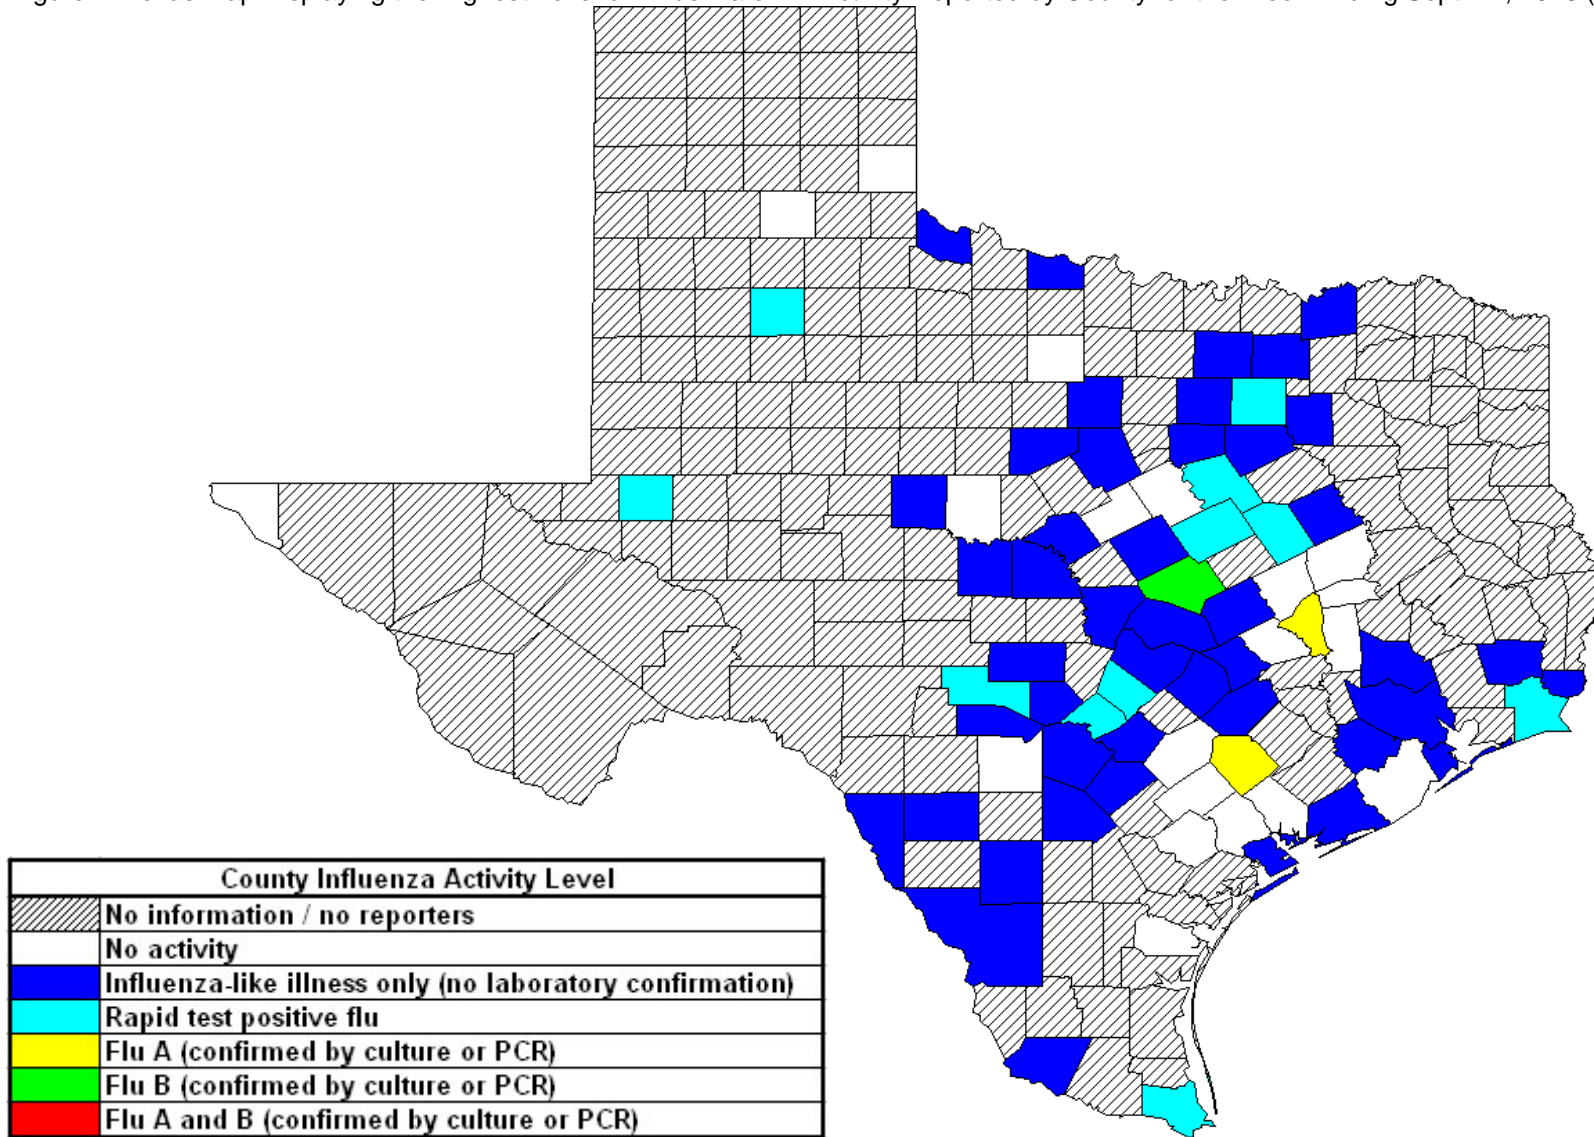 County Influenza Activity Level
No information / no reporters
No activity
Influenza-like illness only (no laboratory confirmation)
Rapid test positive flu
Flu A (confirmed by culture or PCR)
Flu B (confirmed by culture or PCR)
Flu A and B (confirmed by culture or PCR)